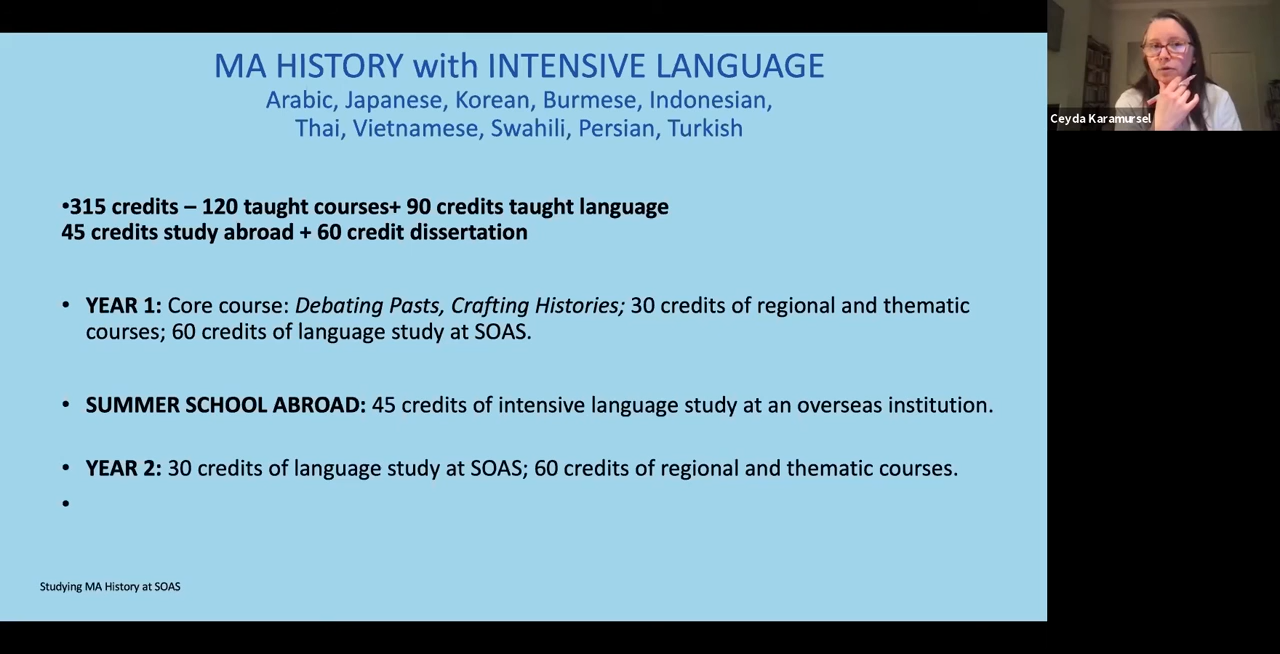 MA HISTORY with INTENSIVE LANGUAGE
Arabic, Japanese, Korean, Burmese, Indonesian,
Thai, Vietnamese, Swahili, Persian, Turkish
•315 credits – 120 taught courses+ 90 credits taught language
45 credits study abroad + 60 credit dissertation
• YEAR 1: Core course: Debating Pasts, Crafting Histories; 30 credits of regional and thematic
courses; 60 credits of language study at SOAS.
• SUMMER SCHOOL ABROAD: 45 credits of intensive language study at an overseas institution.
• YEAR 2: 30 credits of language study at SOAS; 60 credits of regional and thematic courses.
•
Studying MA History at SOAS
Ceyda Karamursel